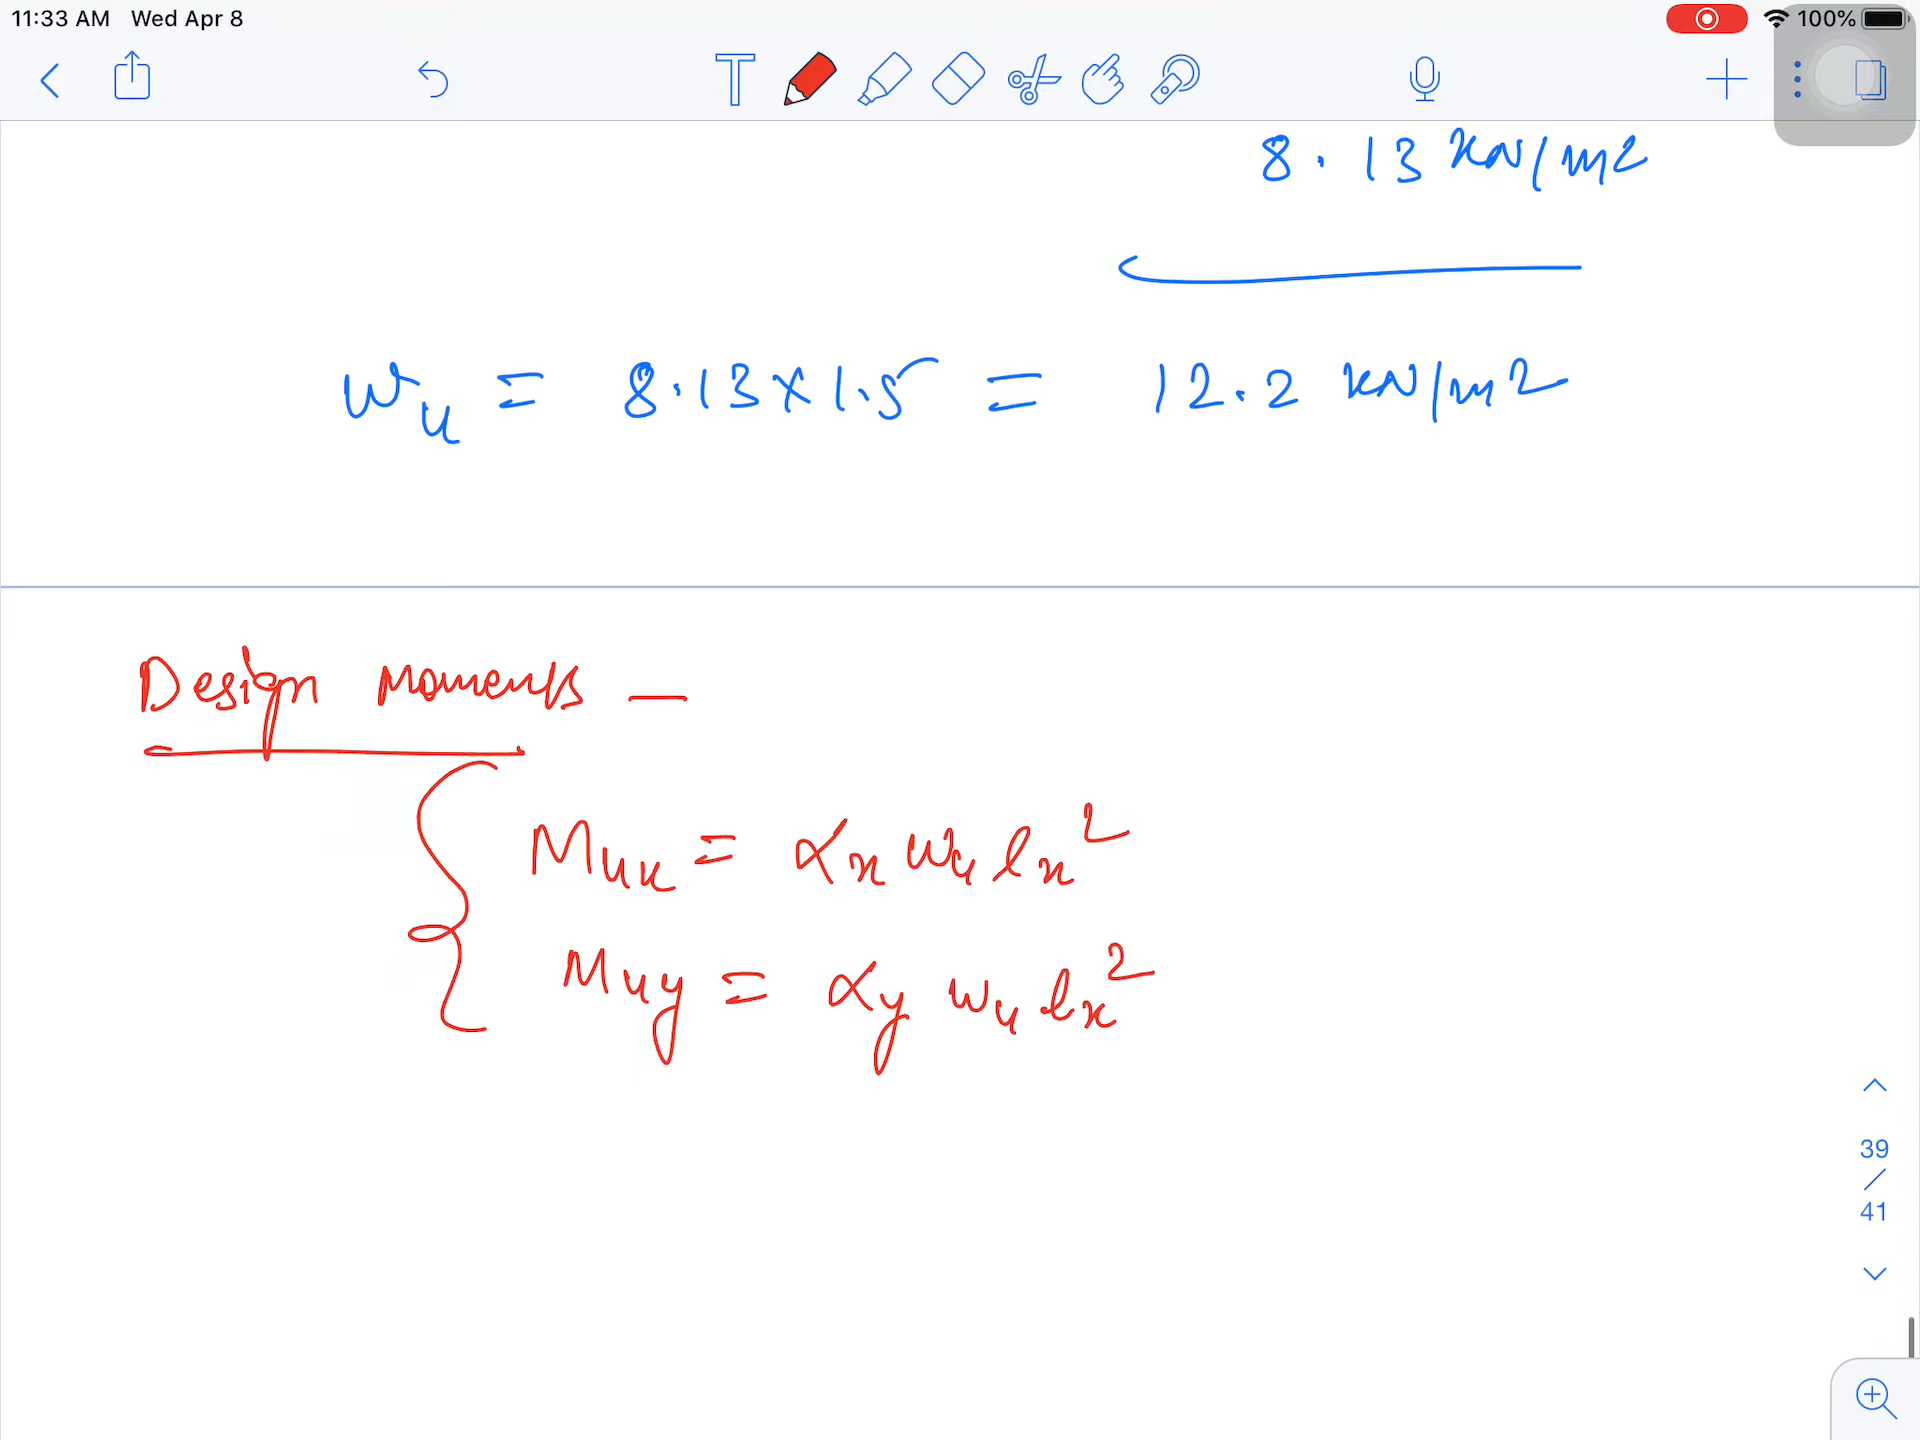 11:33 AM Wed Apr 8
100%
T
8.13 kN/m2
Wu = 8.13 x 1.5 = 12.2 kN/m2
Design Moments —
Mux = αx wu lx²
Muy = αy wu lx²
39
/
41